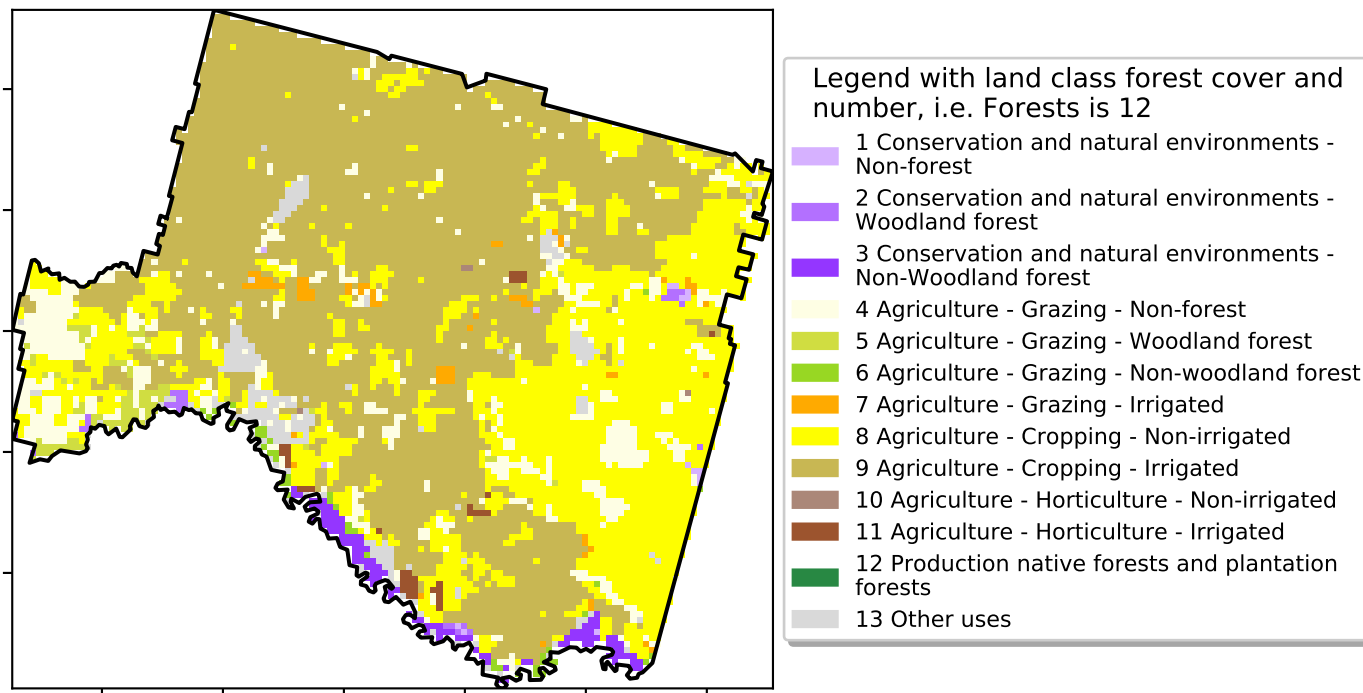 Legend with land class forest cover and
number, i.e. Forests is 12
1 Conservation and natural environments -
Non-forest
2 Conservation and natural environments -
Woodland forest
3 Conservation and natural environments -
Non-Woodland forest
4 Agriculture - Grazing - Non-forest
5 Agriculture - Grazing - Woodland forest
6 Agriculture - Grazing - Non-woodland forest
7 Agriculture - Grazing - Irrigated
8 Agriculture - Cropping - Non-irrigated
9 Agriculture - Cropping - Irrigated
10 Agriculture - Horticulture - Non-irrigated
11 Agriculture - Horticulture - Irrigated
12 Production native forests and plantation
forests
13 Other uses